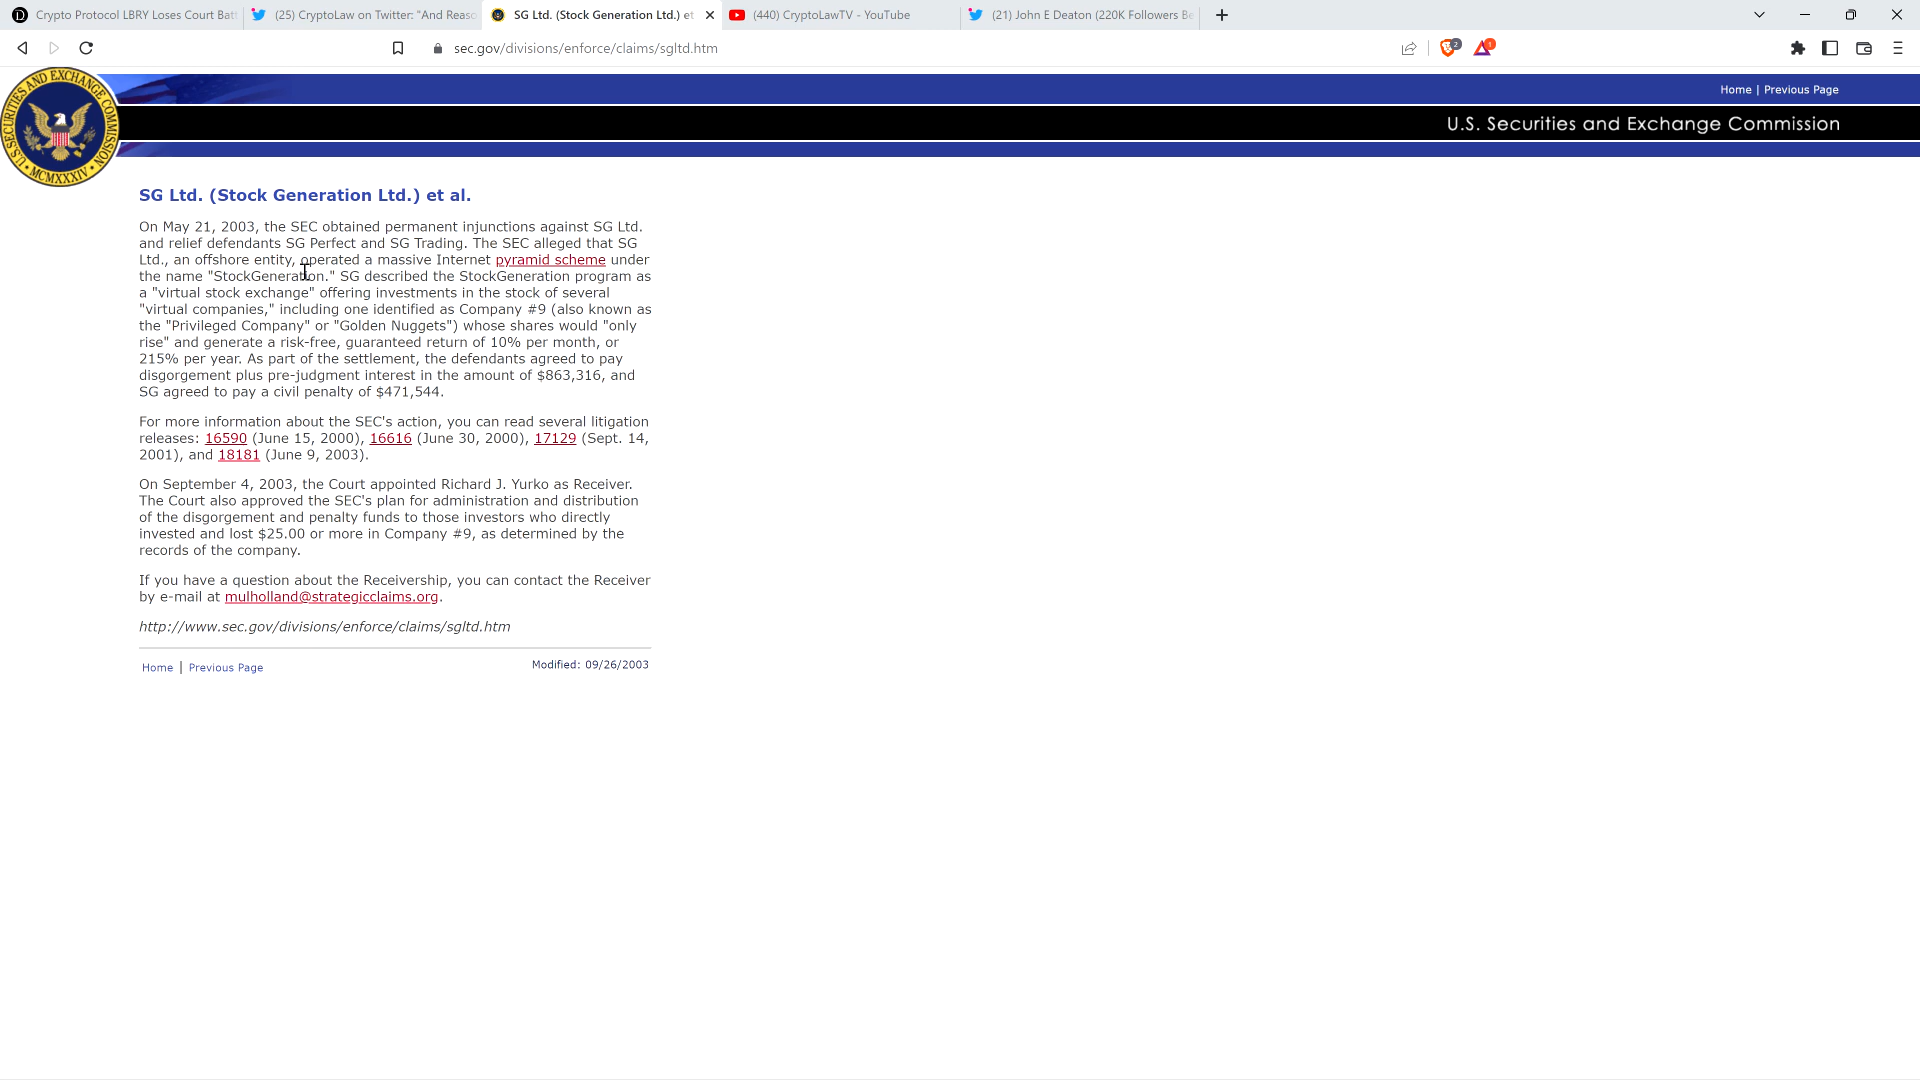 Crypto Protocol LBRY Loses Court Batt
(25) CryptoLaw on Twitter: "And Reaso
SG Ltd. (Stock Generation Ltd.) et
(440) CryptoLawTV - YouTube
(21) John E Deaton (220K Followers Be
sec.gov/divisions/enforce/claims/sgltd.htm
2
1
Home | Previous Page
U.S. Securities and Exchange Commission
U.S. SECURITIES AND EXCHANGE COMMISSION
MCMXXXIV
SG Ltd. (Stock Generation Ltd.) et al.
On May 21, 2003, the SEC obtained permanent injunctions against SG Ltd.
and relief defendants SG Perfect and SG Trading. The SEC alleged that SG
Ltd., an offshore entity, operated a massive Internet pyramid scheme under
the name "StockGeneration." SG described the StockGeneration program as
a "virtual stock exchange" offering investments in the stock of several
"virtual companies," including one identified as Company #9 (also known as
the "Privileged Company" or "Golden Nuggets") whose shares would "only
rise" and generate a risk-free, guaranteed return of 10% per month, or
215% per year. As part of the settlement, the defendants agreed to pay
disgorgement plus pre-judgment interest in the amount of $863,316, and
SG agreed to pay a civil penalty of $471,544.
For more information about the SEC's action, you can read several litigation
releases: 16590 (June 15, 2000), 16616 (June 30, 2000), 17129 (Sept. 14,
2001), and 18181 (June 9, 2003).
On September 4, 2003, the Court appointed Richard J. Yurko as Receiver.
The Court also approved the SEC's plan for administration and distribution
of the disgorgement and penalty funds to those investors who directly
invested and lost $25.00 or more in Company #9, as determined by the
records of the company.
If you have a question about the Receivership, you can contact the Receiver
by e-mail at mulholland@strategicclaims.org.
http://www.sec.gov/divisions/enforce/claims/sgltd.htm
Home | Previous Page
Modified: 09/26/2003